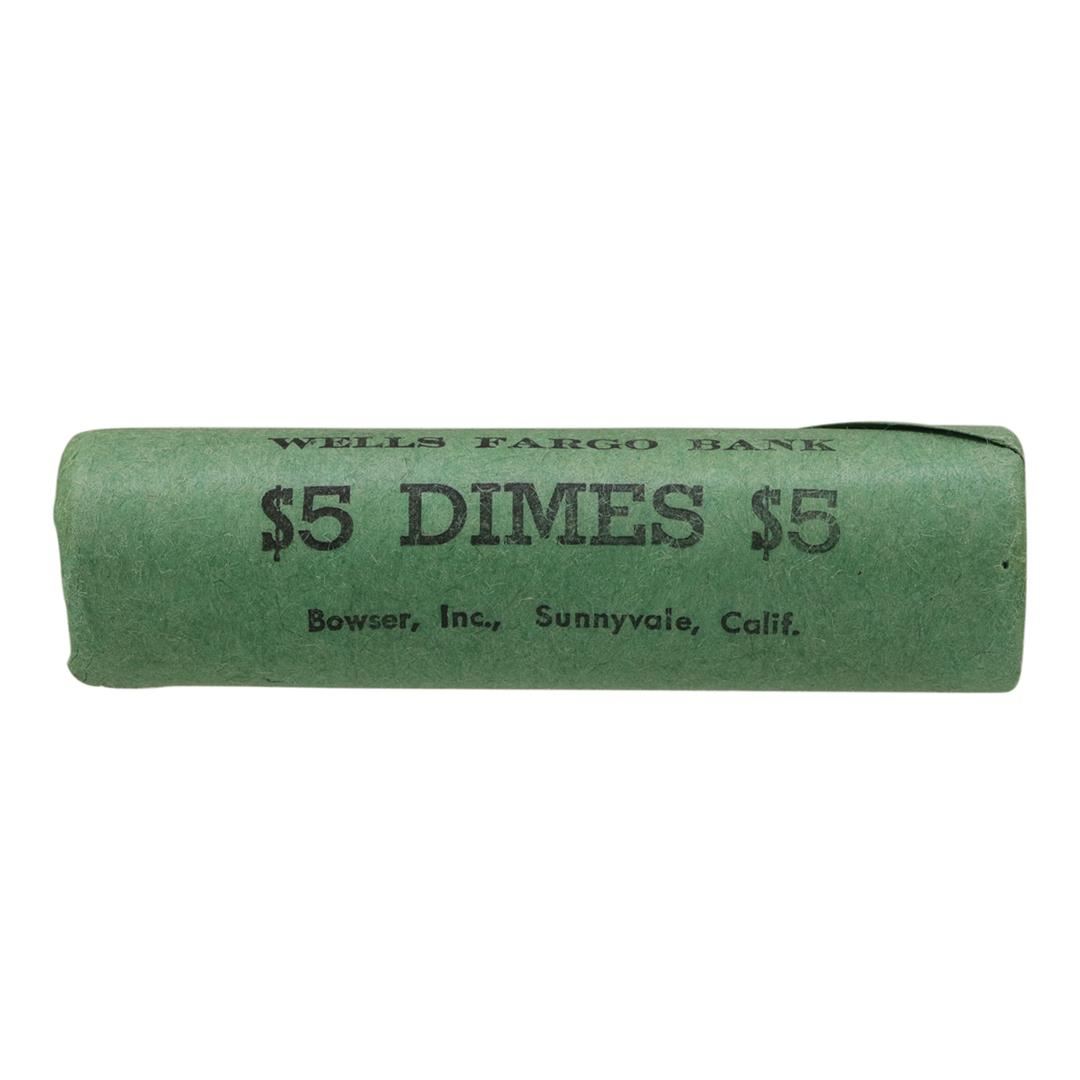 WELLS FARGO BANK
$5 DIMES $5
Bowser, Inc., Sunnyvale, Calif.